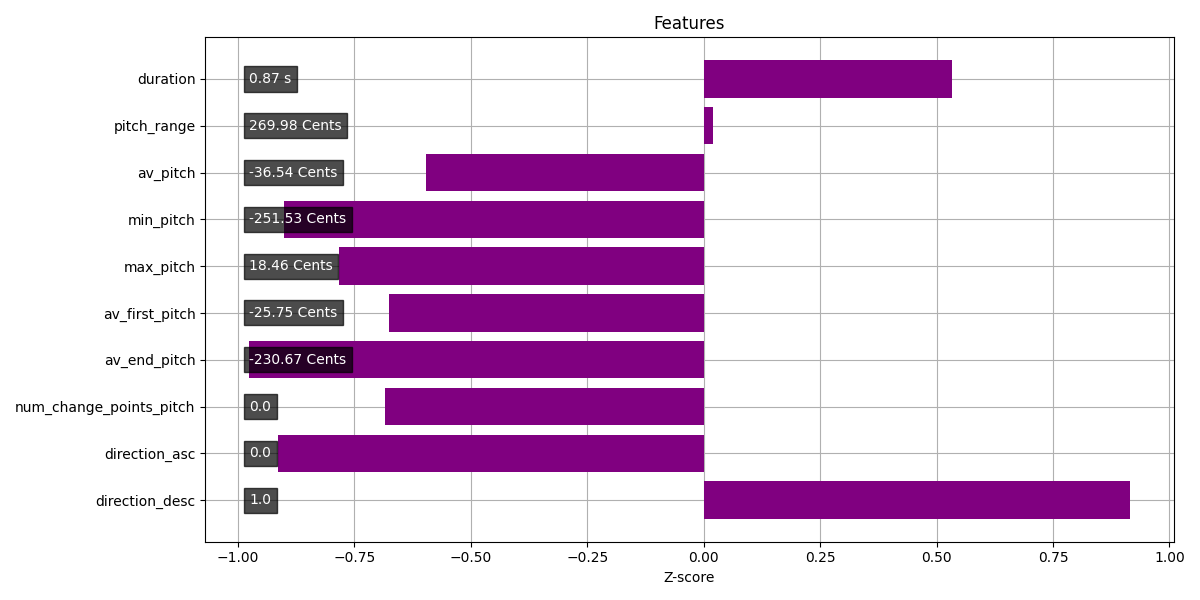 Features
duration
0.87 s
pitch_range
269.98 Cents
av_pitch
-36.54 Cents
min_pitch
-251.53 Cents
max_pitch
18.46 Cents
av_first_pitch
-25.75 Cents
av_end_pitch
-230.67 Cents
num_change_points_pitch
0.0
direction_asc
0.0
direction_desc
1.0
−1.00 −0.75 −0.50 −0.25 0.00 0.25 0.50 0.75 1.00
Z-score